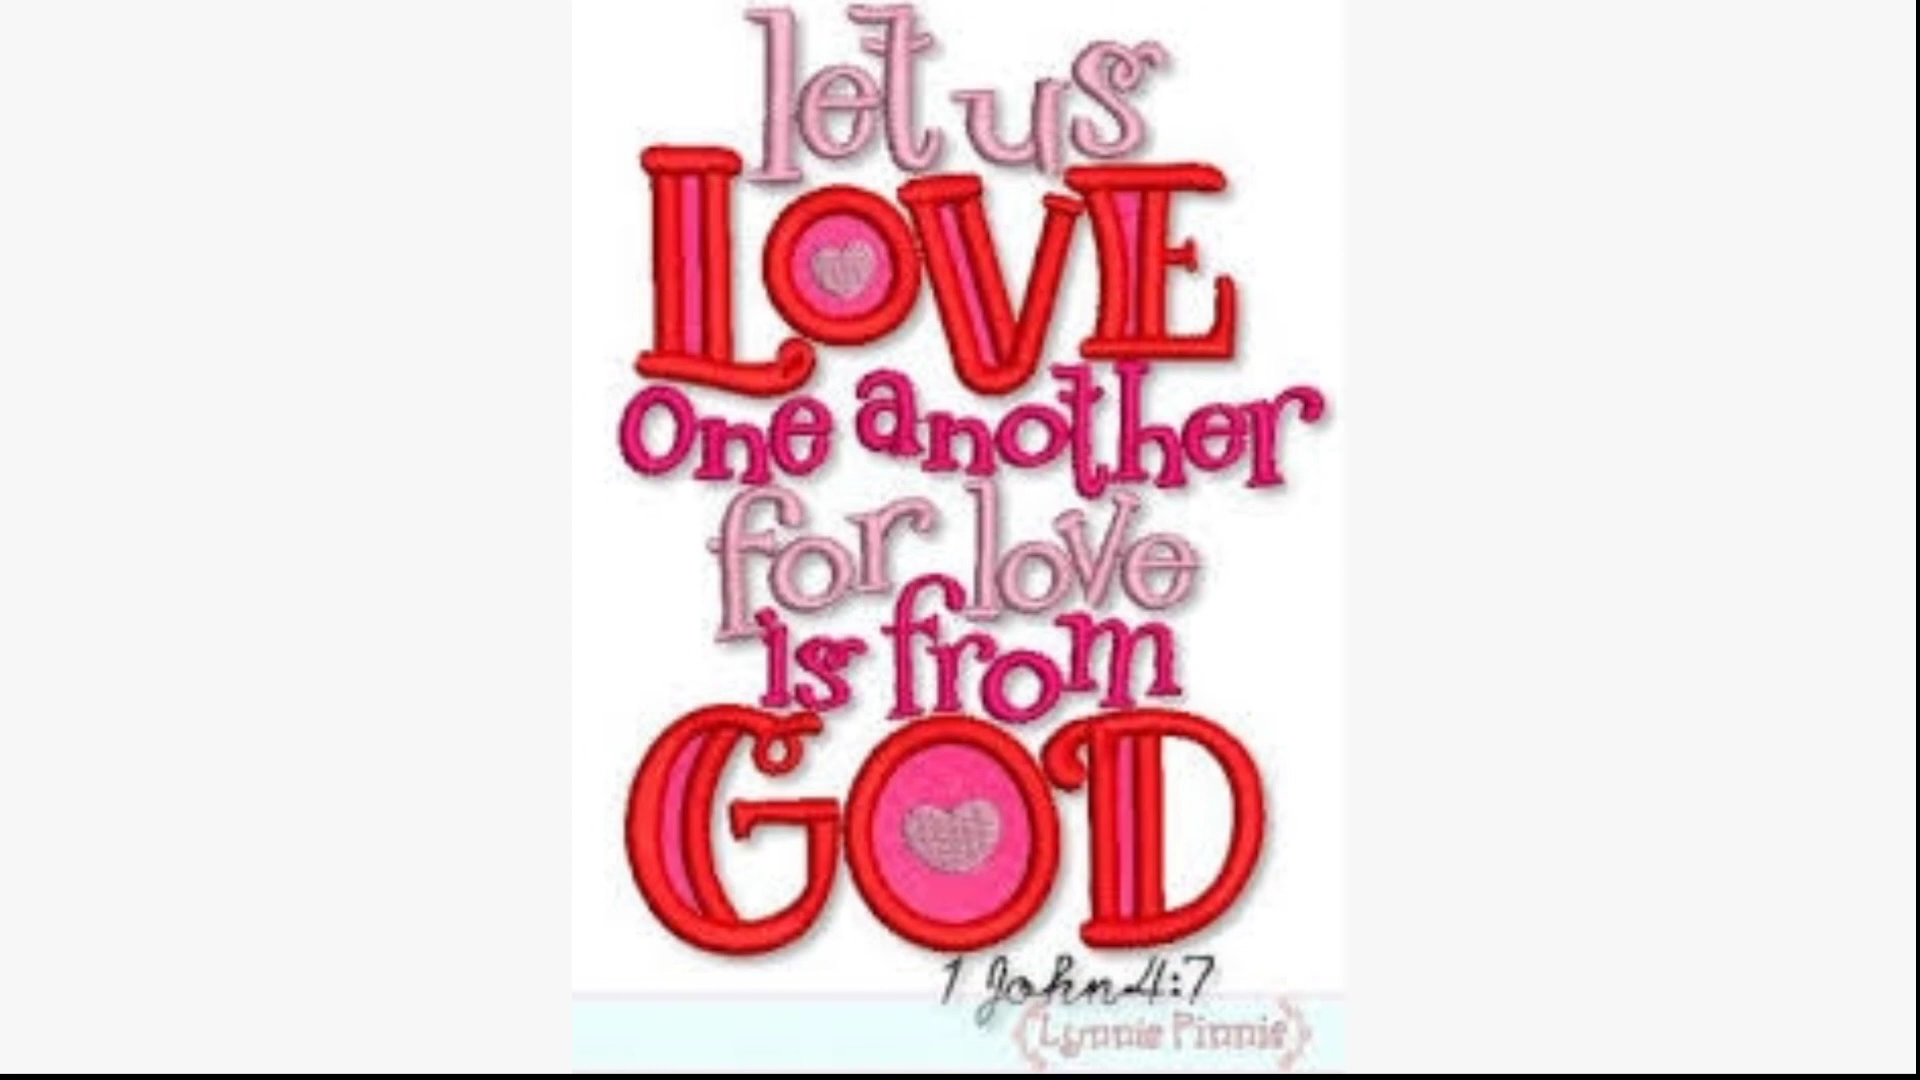 let us
LOVE
one another
for love
is from
GOD
1 John 4:7
{Lynnie Pinnie}